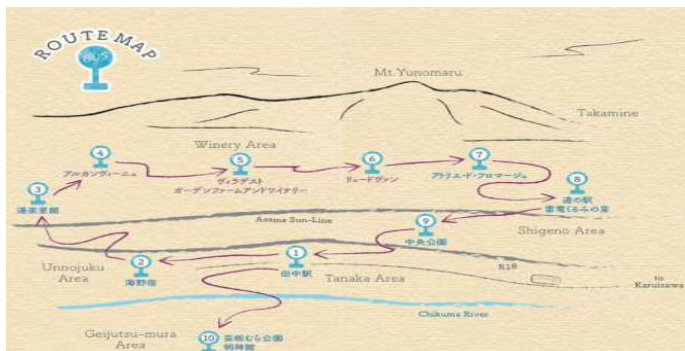 ROUTE MAP
BUS
Mt.Yunomaru
Takamine
Winery Area
4
アルカンヴィーニュ
5
ヴィラデスト
ガーデンファームアンドワイナリー
6
リュードヴァン
7
アトリエ・ド・フロマージュ
8
道の駅
雷電くるみの里
3
湯楽里館
Asama Sun-Line
9
中央公園
Shigeno Area
Unnojuku
Area
2
海野宿
1
田中駅
Tanaka Area
R18
to
Karuizawa
Chikuma River
Geijutsu-mura
Area
10
芸術むら公園
明神館